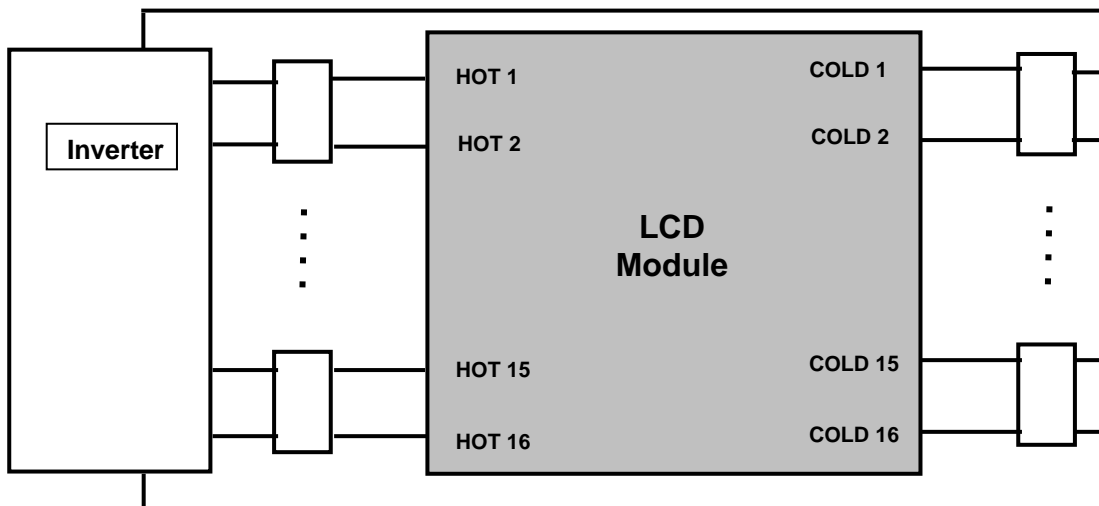 HOT 1
COLD 1
Inverter
HOT 2
COLD 2
LCD
Module
HOT 15
COLD 15
HOT 16
COLD 16